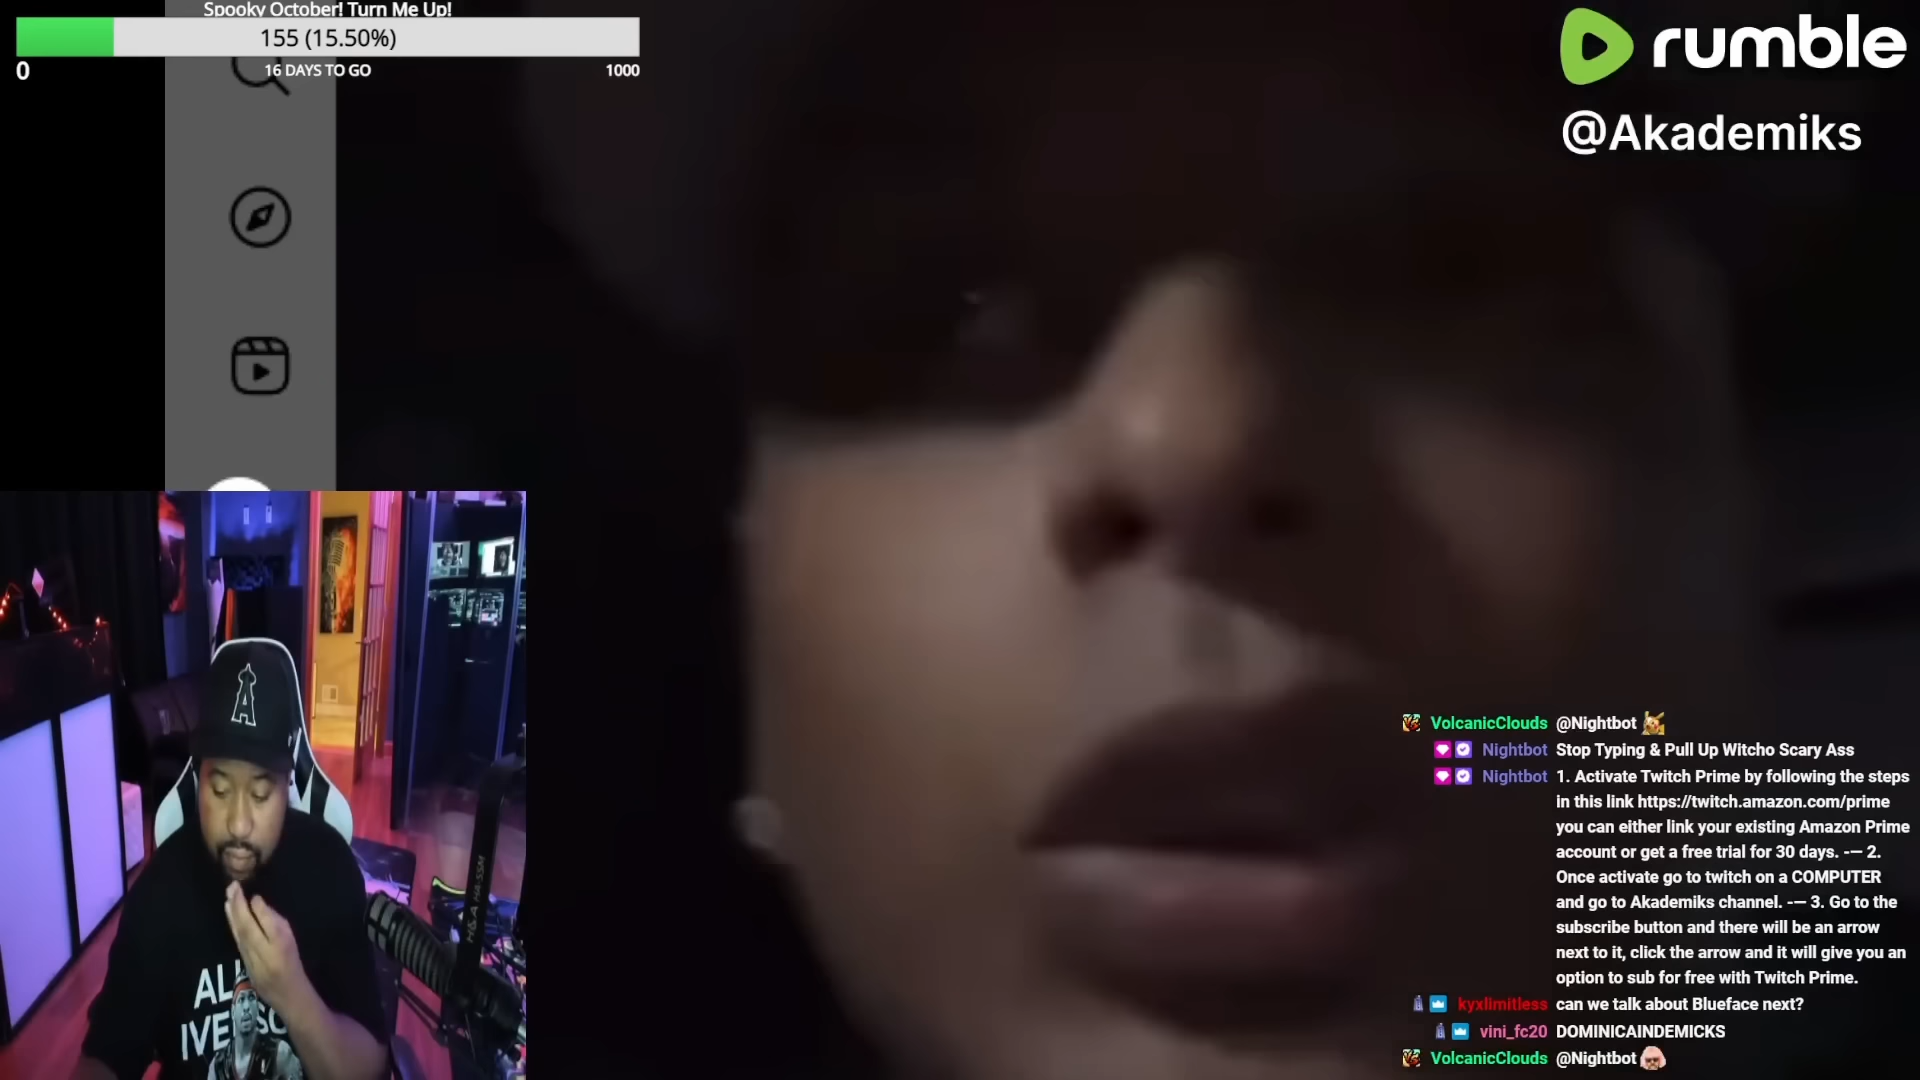 Spooky October! Turn Me Up!
155 (15.50%)
0
16 DAYS TO GO
1000
rumble
@Akademiks
VolcanicClouds @Nightbot
Nightbot Stop Typing & Pull Up Witcho Scary Ass
Nightbot 1. Activate Twitch Prime by following the steps
in this link https://twitch.amazon.com/prime
you can either link your existing Amazon Prime
account or get a free trial for 30 days. -— 2.
Once activate go to twitch on a COMPUTER
and go to Akademiks channel. -— 3. Go to the
subscribe button and there will be an arrow
next to it, click the arrow and it will give you an
option to sub for free with Twitch Prime.
kyxlimitless can we talk about Blueface next?
vini_fc20 DOMINICAINDEMICKS
VolcanicClouds @Nightbot
A